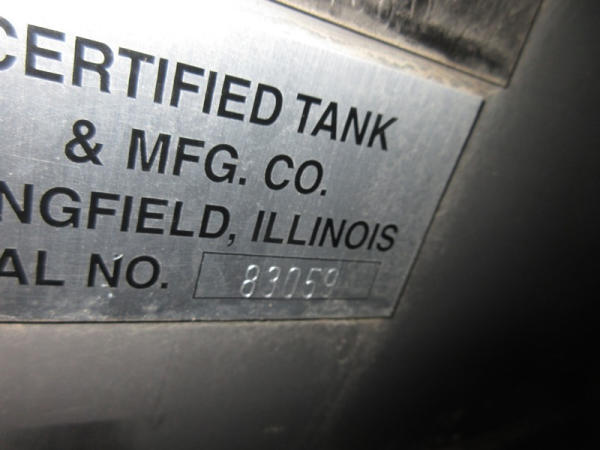 CERTIFIED TANK
& MFG. CO.
NGFIELD, ILLINOIS
AL NO. 83059